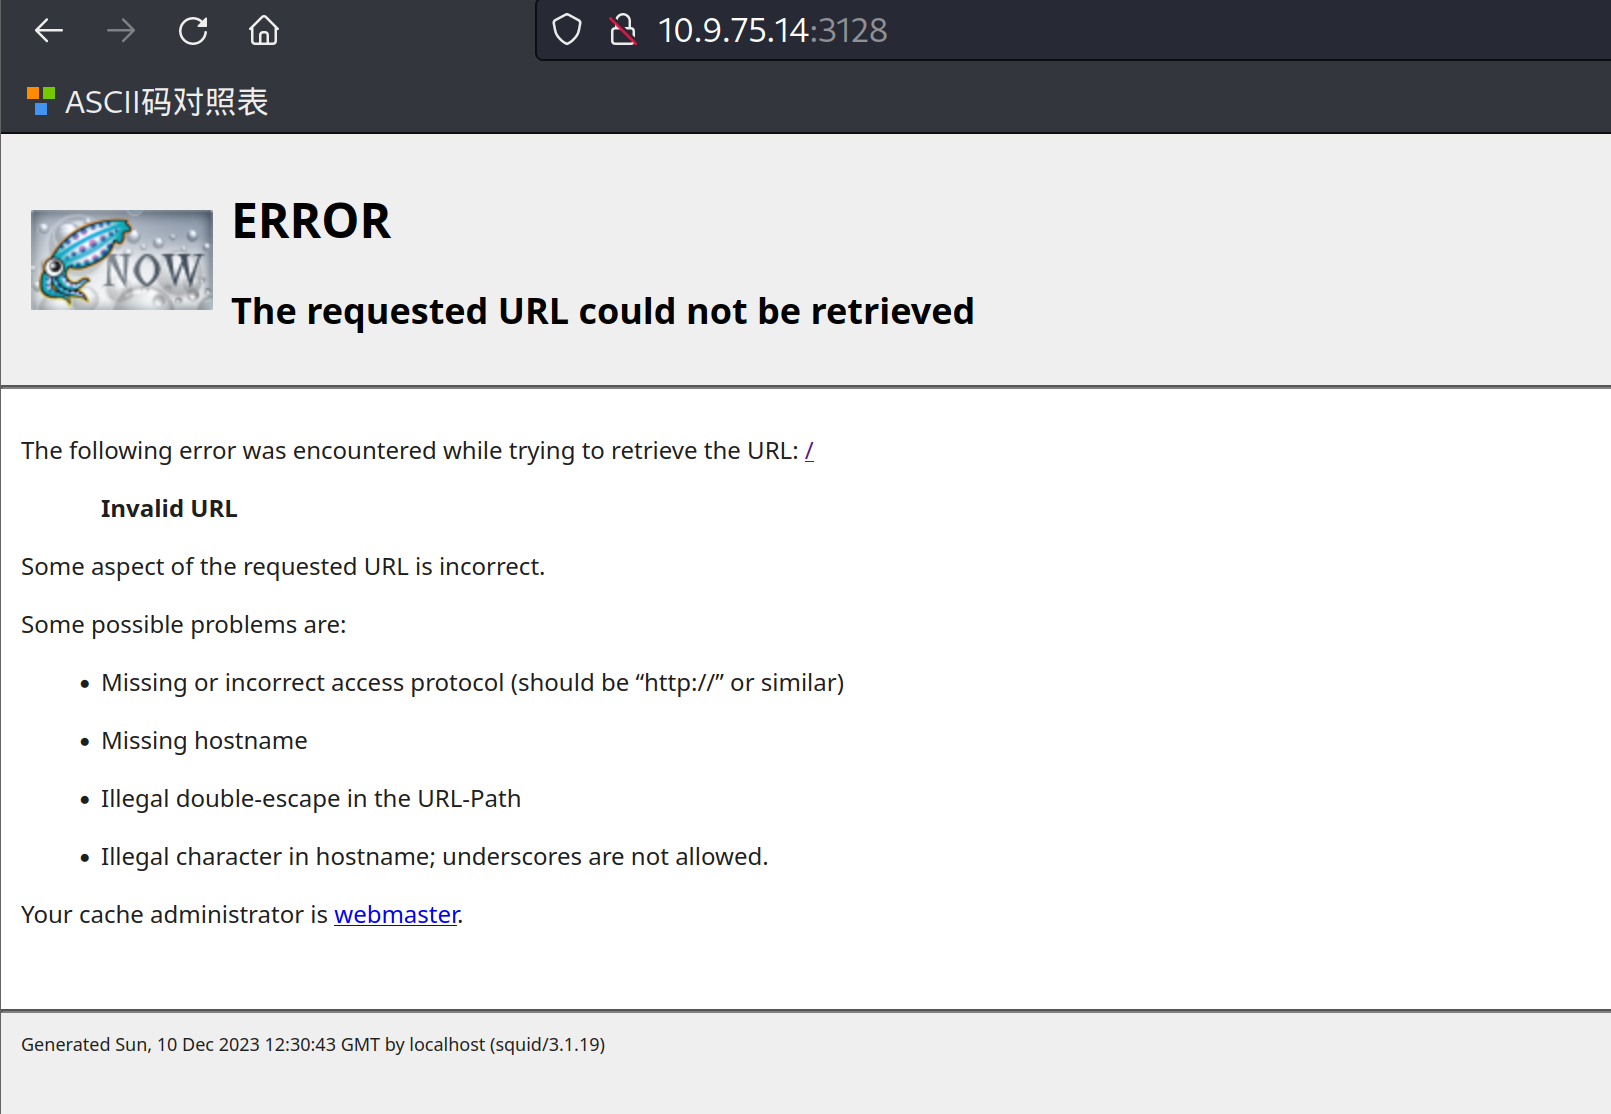 10.9.75.14:3128
ASCII码对照表
NOW
ERROR
The requested URL could not be retrieved
The following error was encountered while trying to retrieve the URL: /
Invalid URL
Some aspect of the requested URL is incorrect.
Some possible problems are:
• Missing or incorrect access protocol (should be “http://” or similar)
• Missing hostname
• Illegal double-escape in the URL-Path
• Illegal character in hostname; underscores are not allowed.
Your cache administrator is webmaster.
Generated Sun, 10 Dec 2023 12:30:43 GMT by localhost (squid/3.1.19)